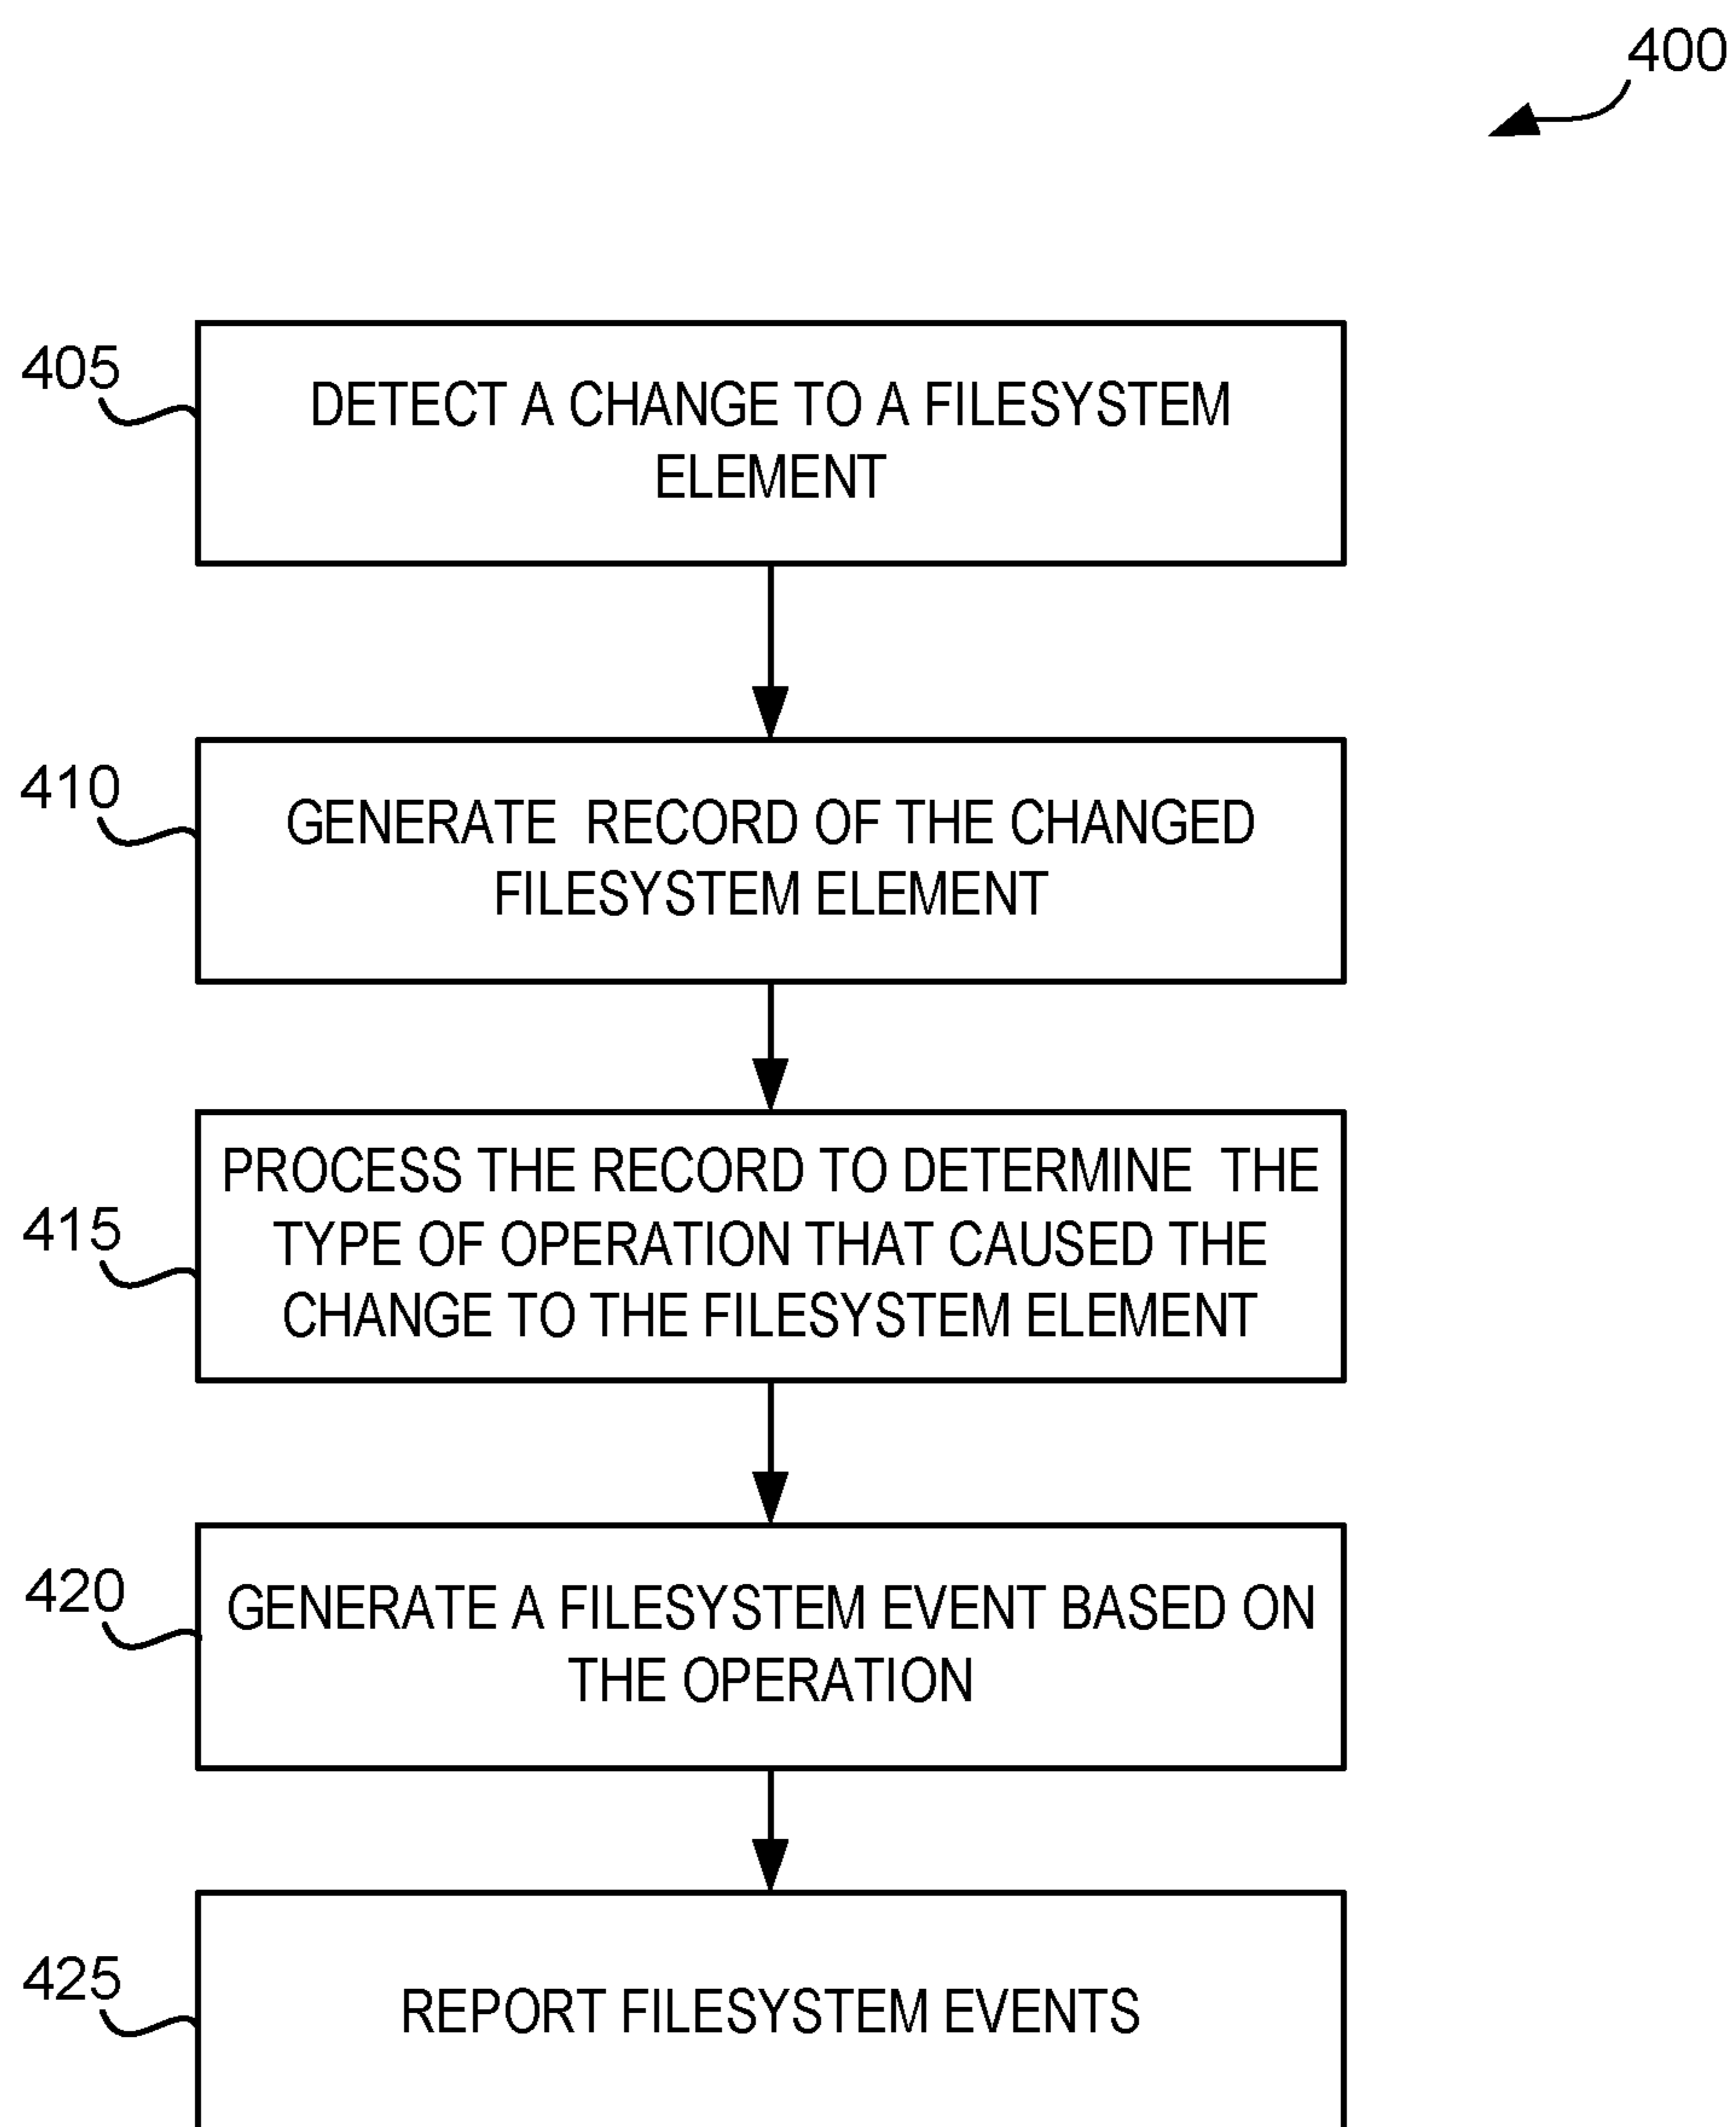 400
405
DETECT A CHANGE TO A FILESYSTEM
ELEMENT
410
GENERATE RECORD OF THE CHANGED
FILESYSTEM ELEMENT
415
PROCESS THE RECORD TO DETERMINE THE
TYPE OF OPERATION THAT CAUSED THE
CHANGE TO THE FILESYSTEM ELEMENT
420
GENERATE A FILESYSTEM EVENT BASED ON
THE OPERATION
425
REPORT FILESYSTEM EVENTS